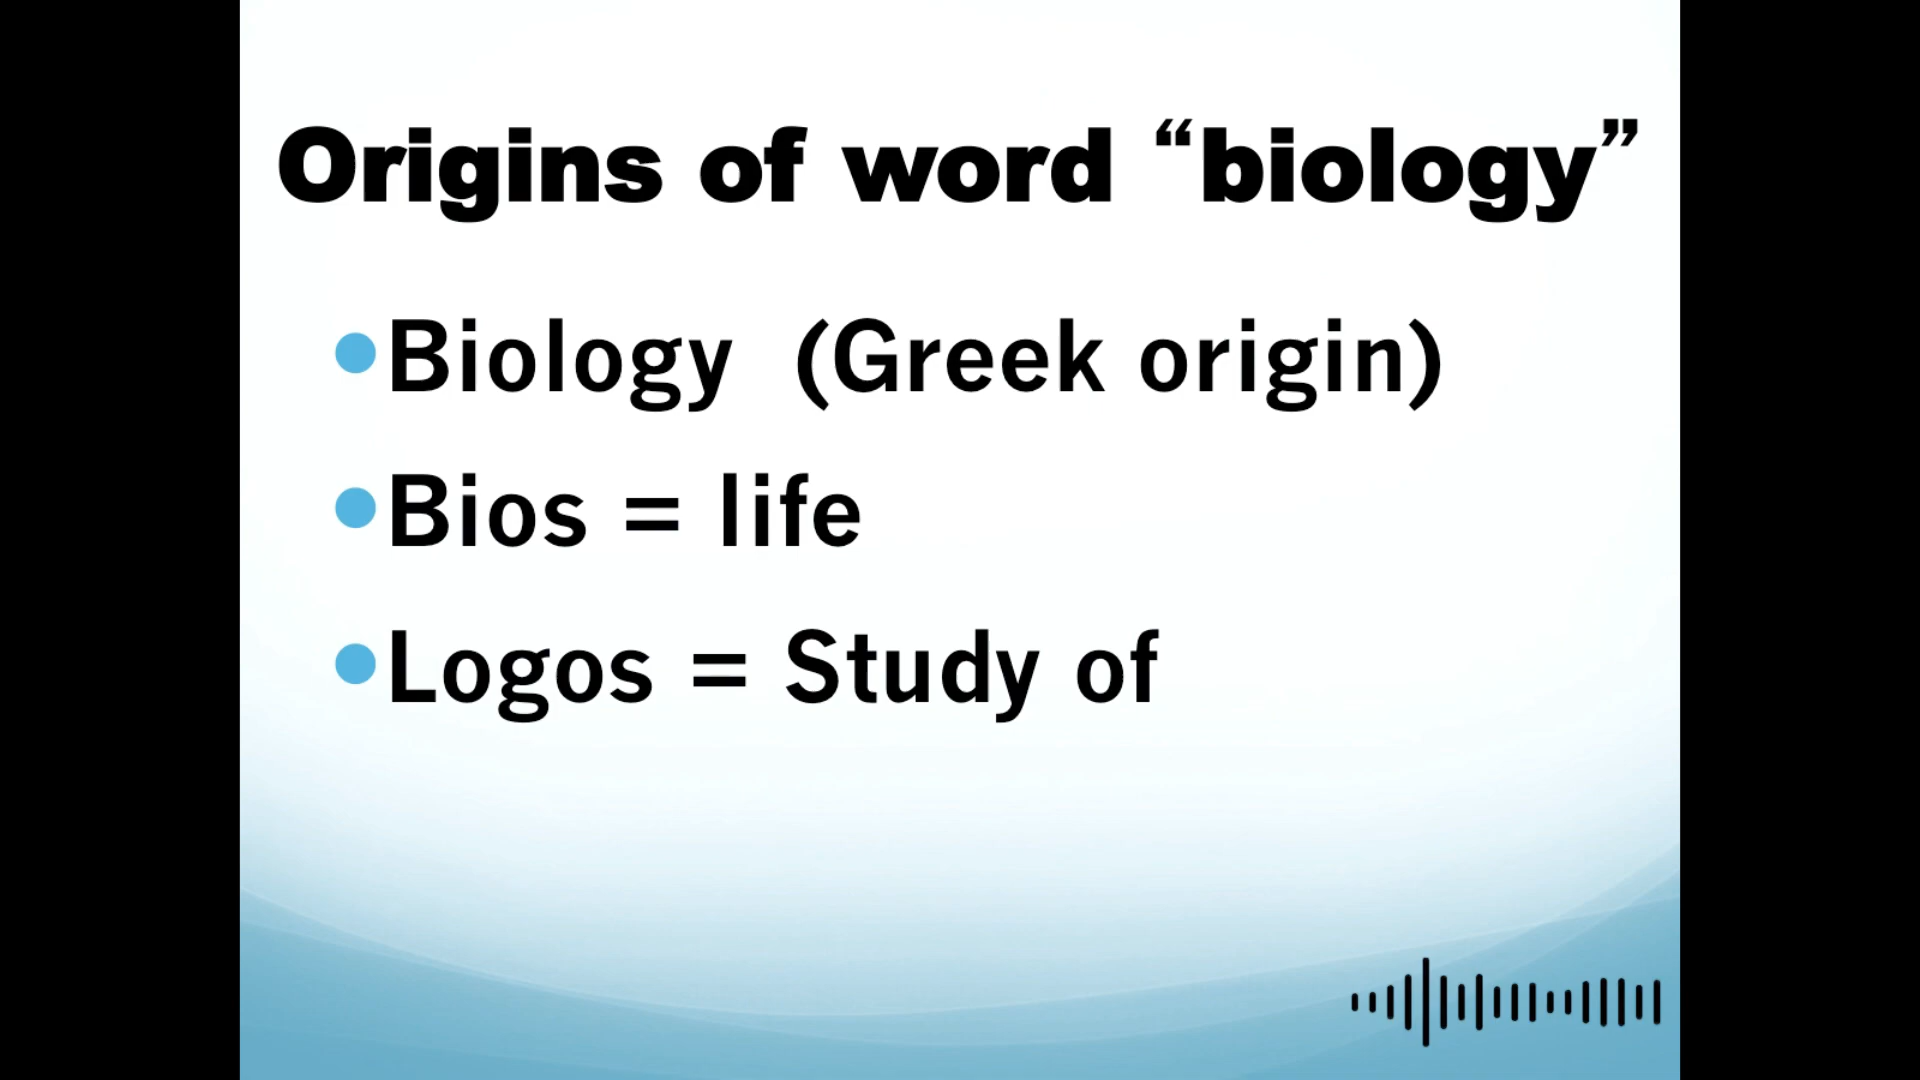 Origins of word “biology”
Biology (Greek origin)
Bios = life
Logos = Study of